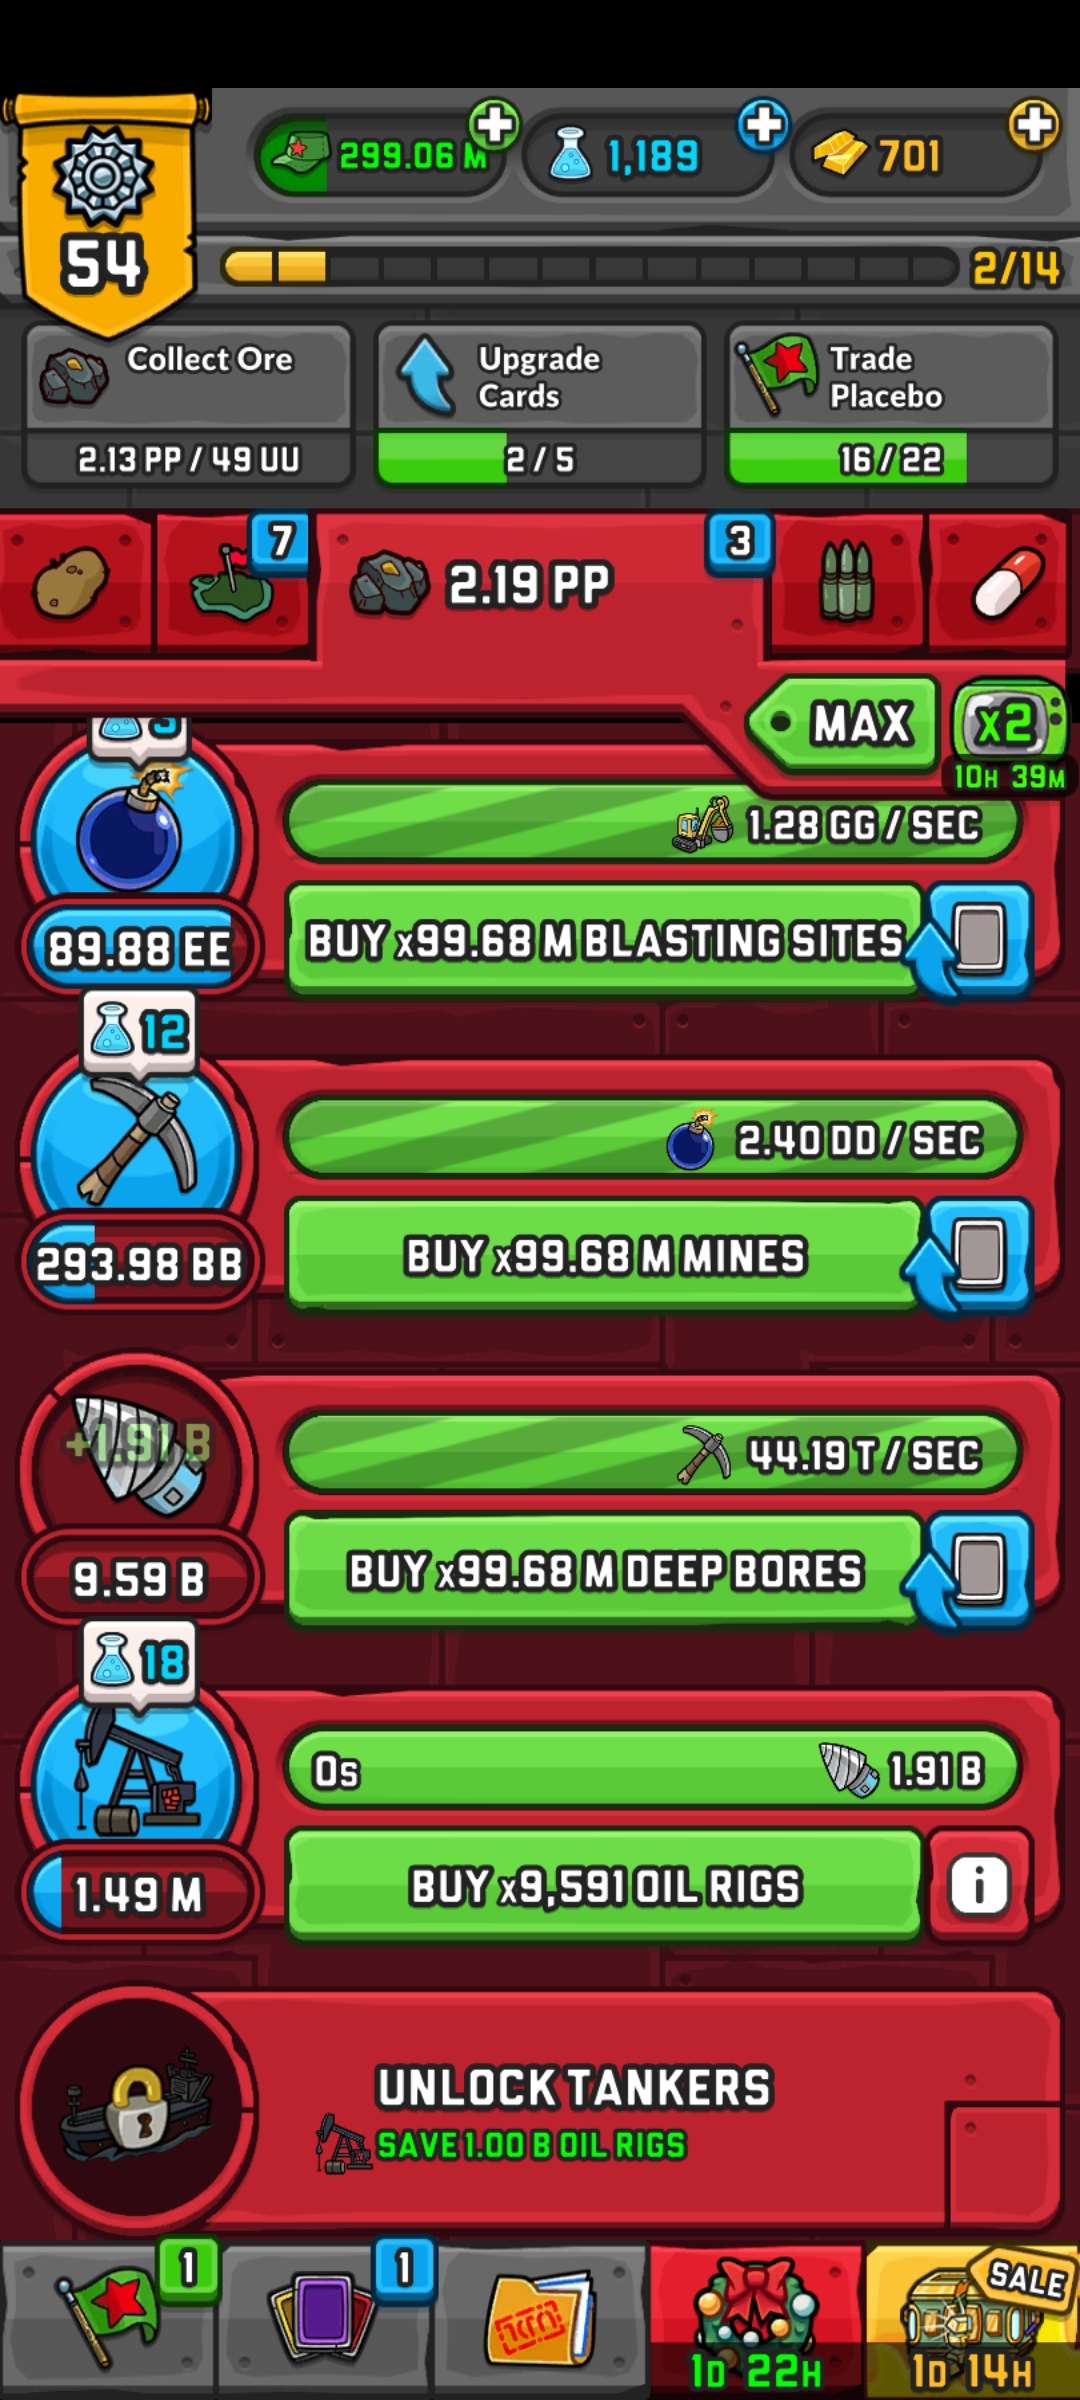 299.06 M
1,189
701
54
2/14
Collect Ore
2.13 PP / 49 UU
Upgrade
Cards
2 / 5
Trade
Placebo
16 / 22
7
2.19 PP
3
MAX
x2
10H 39M
3
1.28 GG / SEC
89.88 EE
BUY x99.68 M BLASTING SITES
12
2.40 DD / SEC
293.98 BB
BUY x99.68 M MINES
+1.91 B
44.19 T / SEC
9.59 B
BUY x99.68 M DEEP BORES
18
0s
1.91 B
1.49 M
BUY x9,591 OIL RIGS
i
UNLOCK TANKERS
SAVE 1.00 B OIL RIGS
1
1
SALE
1D 22H
1D 14H